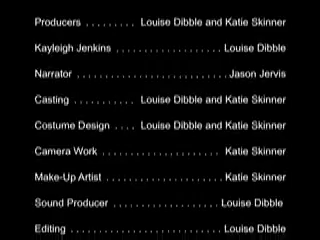 Producers ......... Louise Dibble and Katie Skinner
Kayleigh Jenkins ................... Louise Dibble
Narrator ........................... Jason Jervis
Casting ........... Louise Dibble and Katie Skinner
Costume Design .... Louise Dibble and Katie Skinner
Camera Work ..................... Katie Skinner
Make-Up Artist ..................... Katie Skinner
Sound Producer ................... Louise Dibble
Editing ........................... Louise Dibble